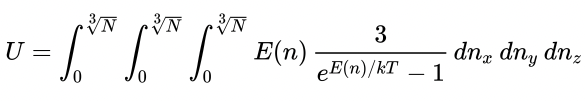 U = ∫₀^{∛N} ∫₀^{∛N} ∫₀^{∛N} E(n) 3 / (e^{E(n)/kT} − 1) dn_x dn_y dn_z